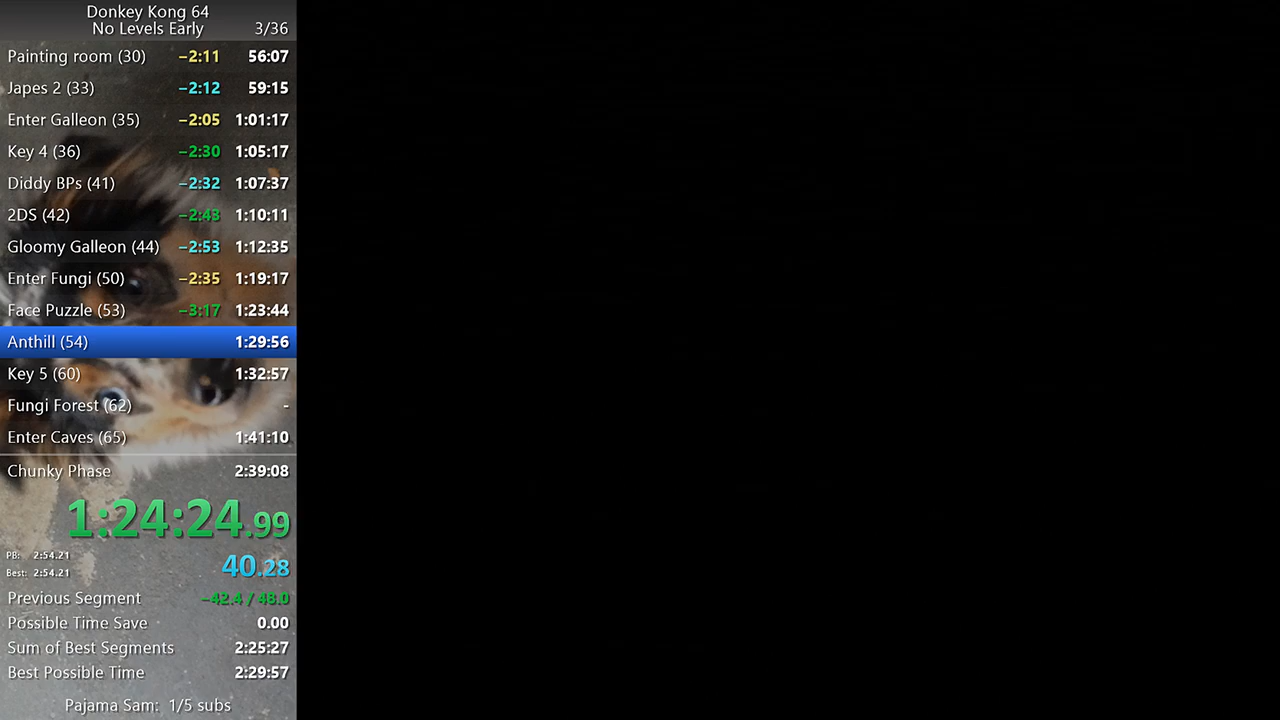 Donkey Kong 64
No Levels Early 3/36
Painting room (30) −2:11 56:07
Japes 2 (33) −2:12 59:15
Enter Galleon (35) −2:05 1:01:17
Key 4 (36) −2:30 1:05:17
Diddy BPs (41) −2:32 1:07:37
2DS (42) −2:43 1:10:11
Gloomy Galleon (44) −2:53 1:12:35
Enter Fungi (50) −2:35 1:19:17
Face Puzzle (53) −3:17 1:23:44
Anthill (54) 1:29:56
Key 5 (60) 1:32:57
Fungi Forest (62) -
Enter Caves (65) 1:41:10
Chunky Phase 2:39:08
1:24:24.99
PB: 2:54.21
Best: 2:54.21
40.28
Previous Segment −42.4 / 48.0
Possible Time Save 0.00
Sum of Best Segments 2:25:27
Best Possible Time 2:29:57
Pajama Sam: 1/5 subs